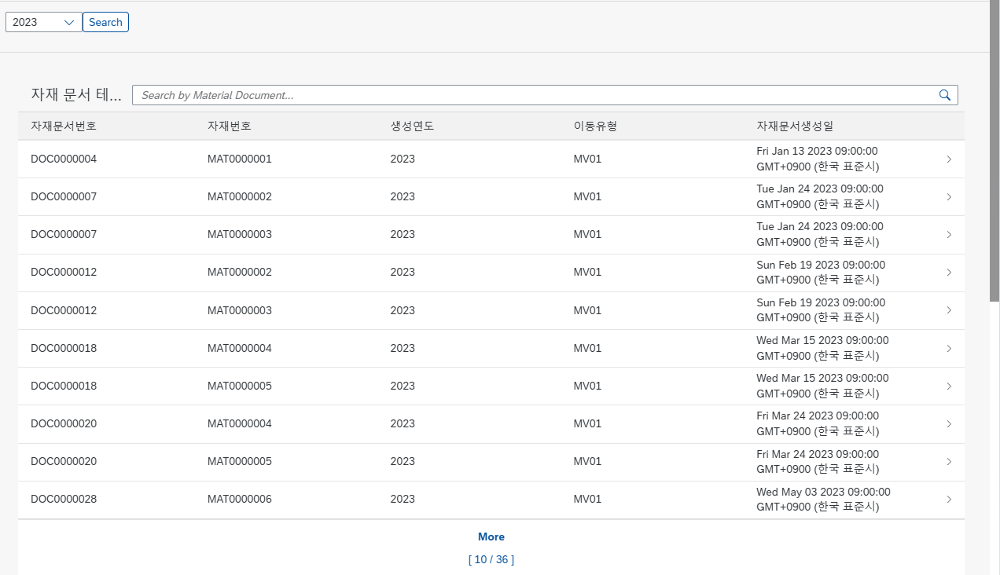 2023 Search
자재 문서 테... Search by Material Document...
자재문서번호 자재번호 생성연도 이동유형 자재문서생성일
DOC0000004 MAT0000001 2023 MV01 Fri Jan 13 2023 09:00:00
GMT+0900 (한국 표준시)
DOC0000007 MAT0000002 2023 MV01 Tue Jan 24 2023 09:00:00
GMT+0900 (한국 표준시)
DOC0000007 MAT0000003 2023 MV01 Tue Jan 24 2023 09:00:00
GMT+0900 (한국 표준시)
DOC0000012 MAT0000002 2023 MV01 Sun Feb 19 2023 09:00:00
GMT+0900 (한국 표준시)
DOC0000012 MAT0000003 2023 MV01 Sun Feb 19 2023 09:00:00
GMT+0900 (한국 표준시)
DOC0000018 MAT0000004 2023 MV01 Wed Mar 15 2023 09:00:00
GMT+0900 (한국 표준시)
DOC0000018 MAT0000005 2023 MV01 Wed Mar 15 2023 09:00:00
GMT+0900 (한국 표준시)
DOC0000020 MAT0000004 2023 MV01 Fri Mar 24 2023 09:00:00
GMT+0900 (한국 표준시)
DOC0000020 MAT0000005 2023 MV01 Fri Mar 24 2023 09:00:00
GMT+0900 (한국 표준시)
DOC0000028 MAT0000006 2023 MV01 Wed May 03 2023 09:00:00
GMT+0900 (한국 표준시)
More
[ 10 / 36 ]